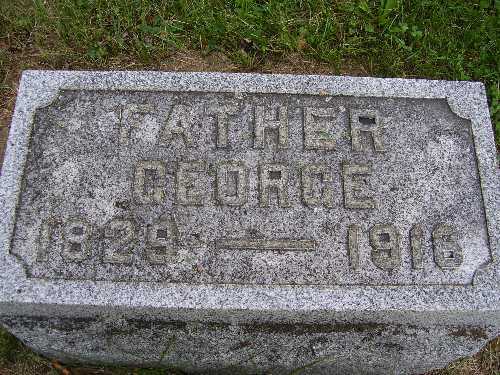 FATHER
GEORGE
1829 — 1916